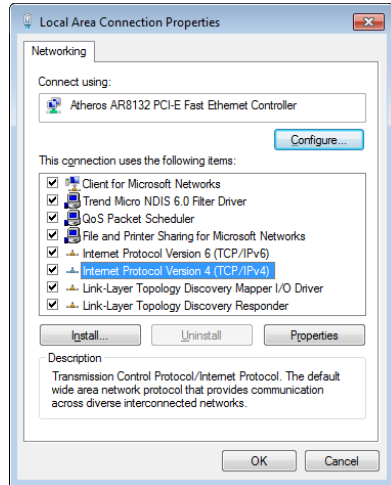 Local Area Connection Properties
Networking
Connect using:
Atheros AR8132 PCI-E Fast Ethernet Controller
Configure...
This connection uses the following items:
Client for Microsoft Networks
Trend Micro NDIS 6.0 Filter Driver
QoS Packet Scheduler
File and Printer Sharing for Microsoft Networks
Internet Protocol Version 6 (TCP/IPv6)
Internet Protocol Version 4 (TCP/IPv4)
Link-Layer Topology Discovery Mapper I/O Driver
Link-Layer Topology Discovery Responder
Install... Uninstall Properties
Description
Transmission Control Protocol/Internet Protocol. The default
wide area network protocol that provides communication
across diverse interconnected networks.
OK Cancel